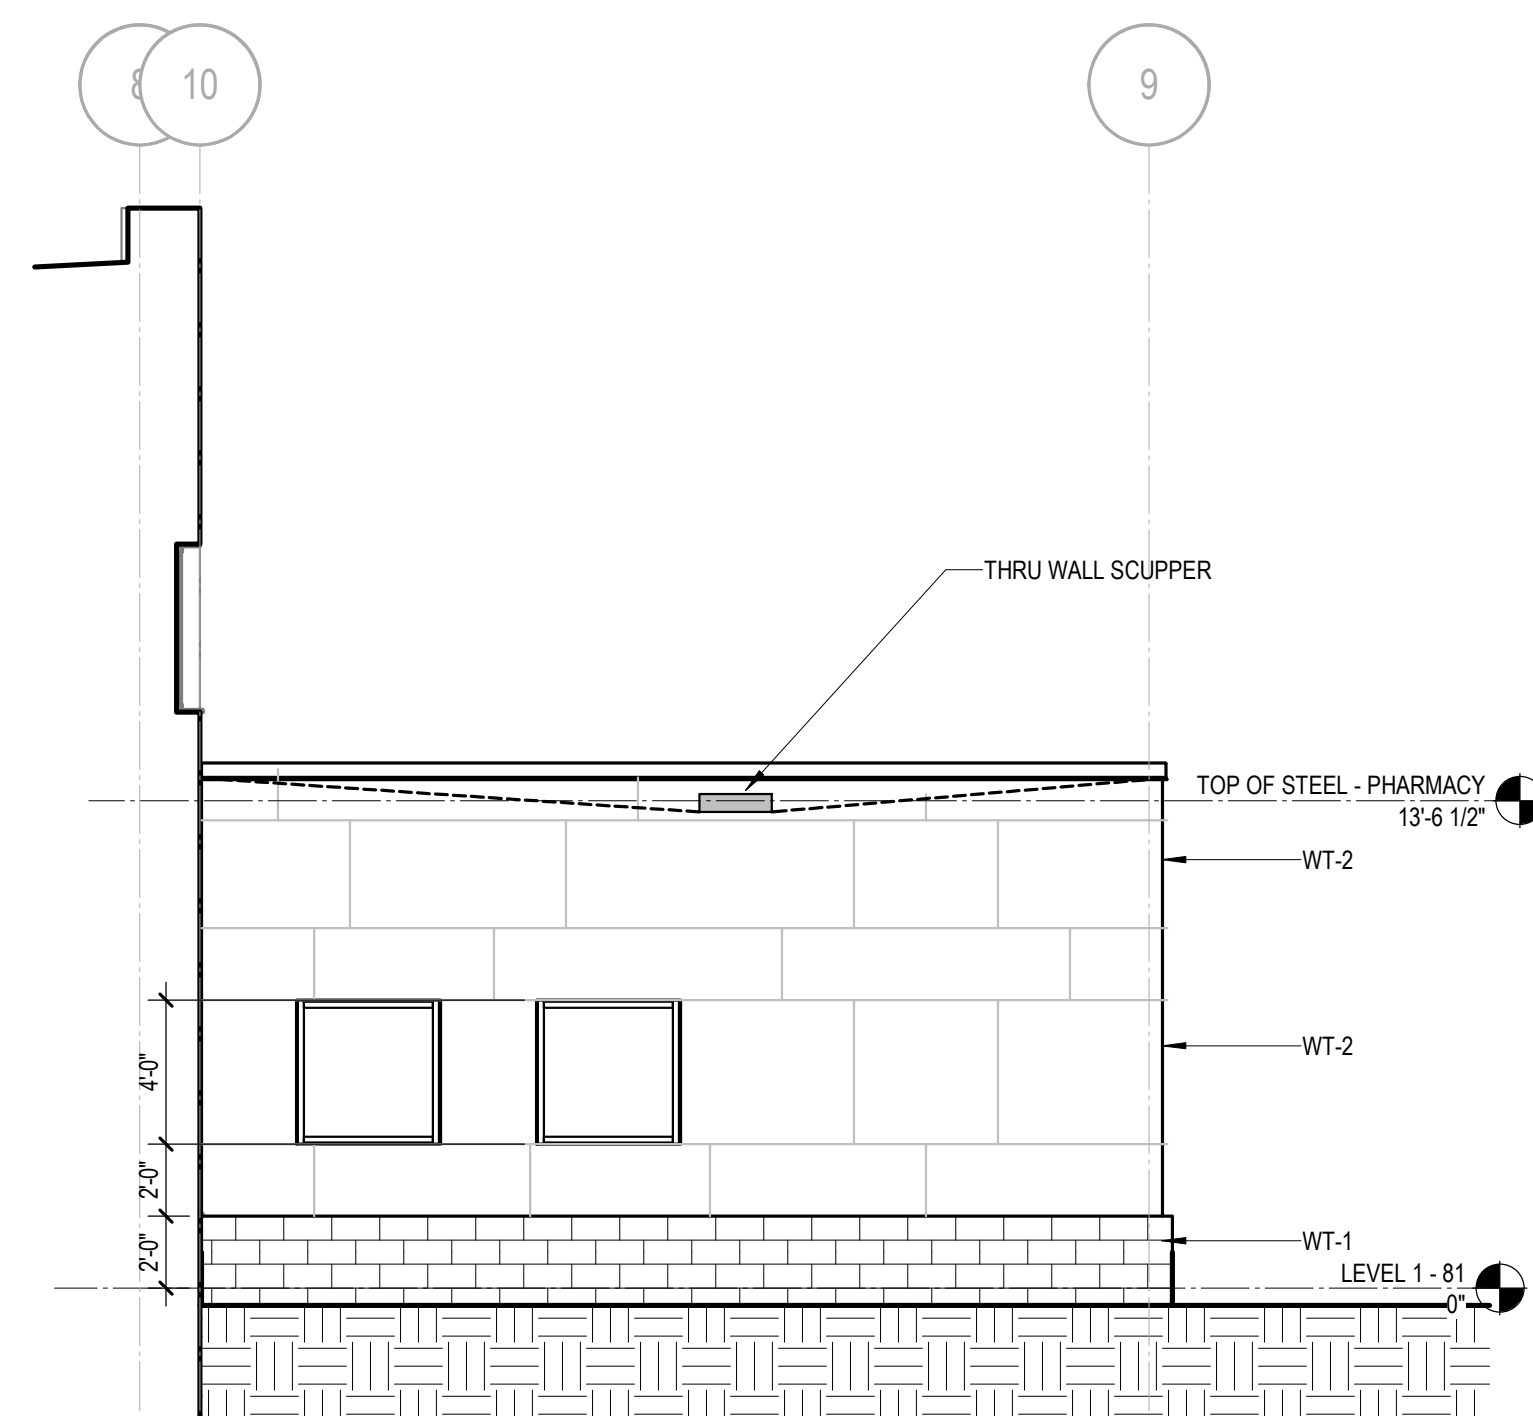 8
10
9
THRU WALL SCUPPER
TOP OF STEEL - PHARMACY
13'-6 1/2"
WT-2
WT-2
4'-0"
2'-0"
2'-0"
WT-1
LEVEL 1 - 81
0"